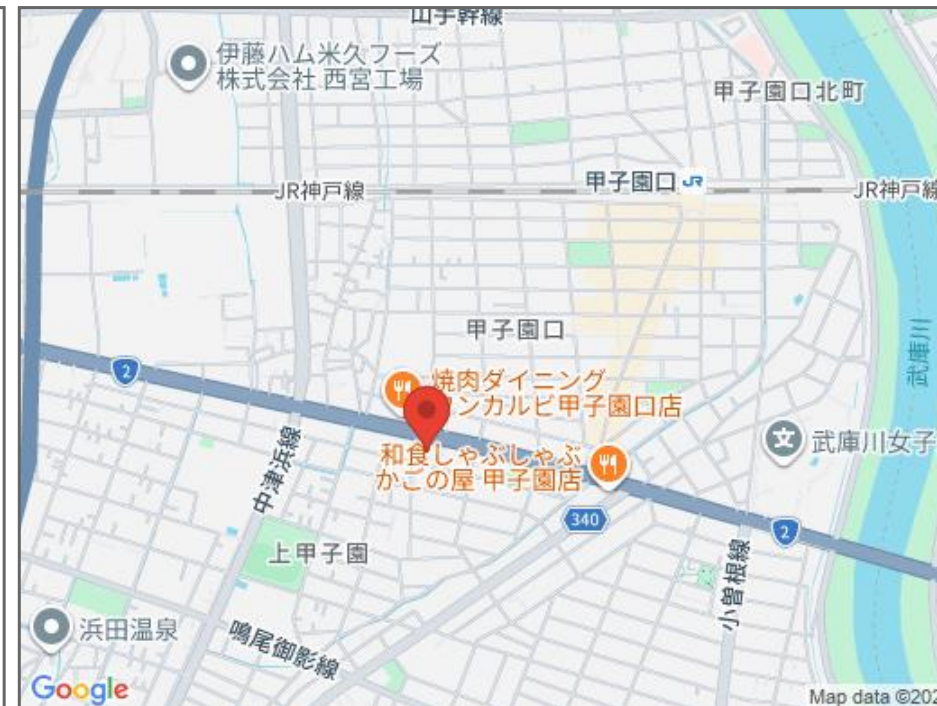 山手幹線
伊藤ハム米久フーズ
株式会社 西宮工場
甲子園口北町
JR神戸線
甲子園口 JR
JR神戸線
武庫川
甲子園口
2
焼肉ダイニング
ワンカルビ甲子園口店
和食しゃぶしゃぶ
かごの屋 甲子園店
武庫川女子
中津浜線
340
2
上甲子園
小曽根線
浜田温泉
鳴尾御影線
Google
Map data ©202